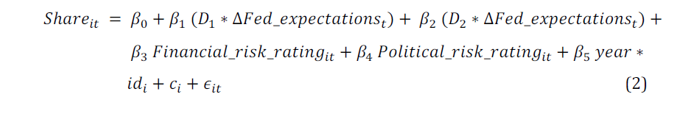 Share_it = β_0 + β_1 (D_1 * ΔFed_expectations_t) + β_2 (D_2 * ΔFed_expectations_t) +
β_3 Financial_risk_rating_it + β_4 Political_risk_rating_it + β_5 year *
id_i + c_i + ϵ_it (2)